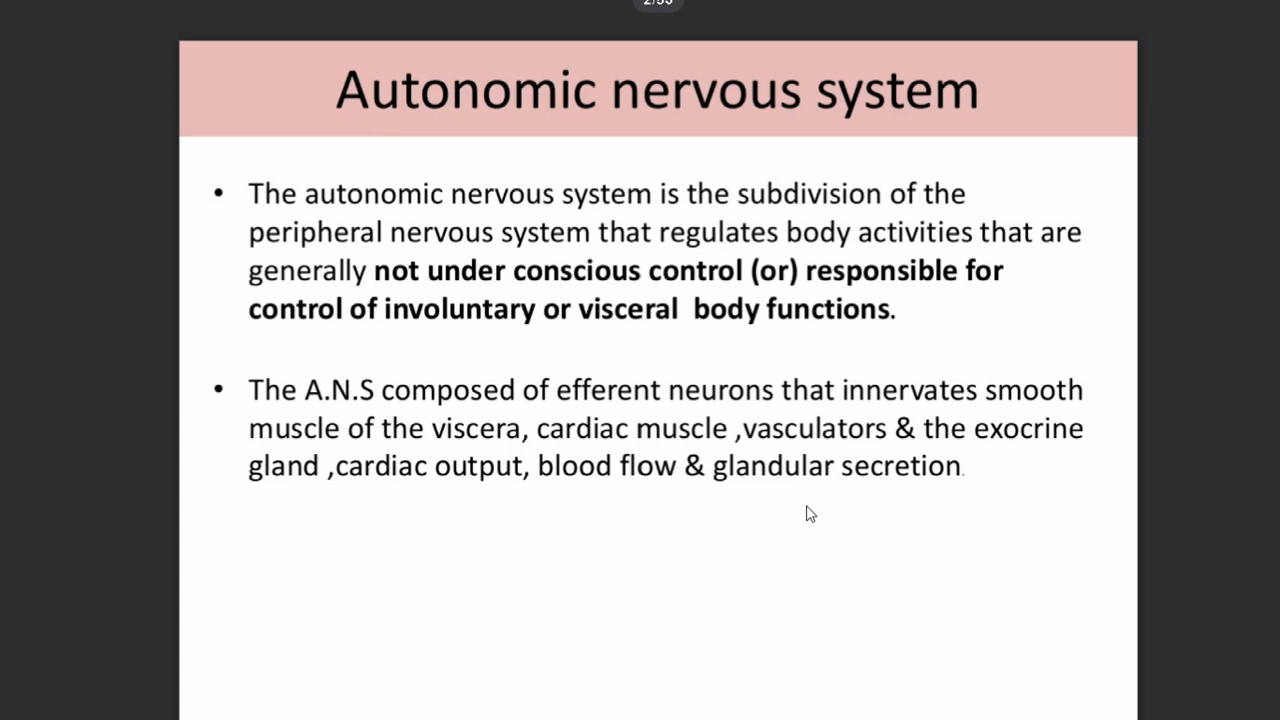 Autonomic nervous system
• The autonomic nervous system is the subdivision of the
peripheral nervous system that regulates body activities that are
generally not under conscious control (or) responsible for
control of involuntary or visceral  body functions.
• The A.N.S composed of efferent neurons that innervates smooth
muscle of the viscera, cardiac muscle ,vasculators & the exocrine
gland ,cardiac output, blood flow & glandular secretion.